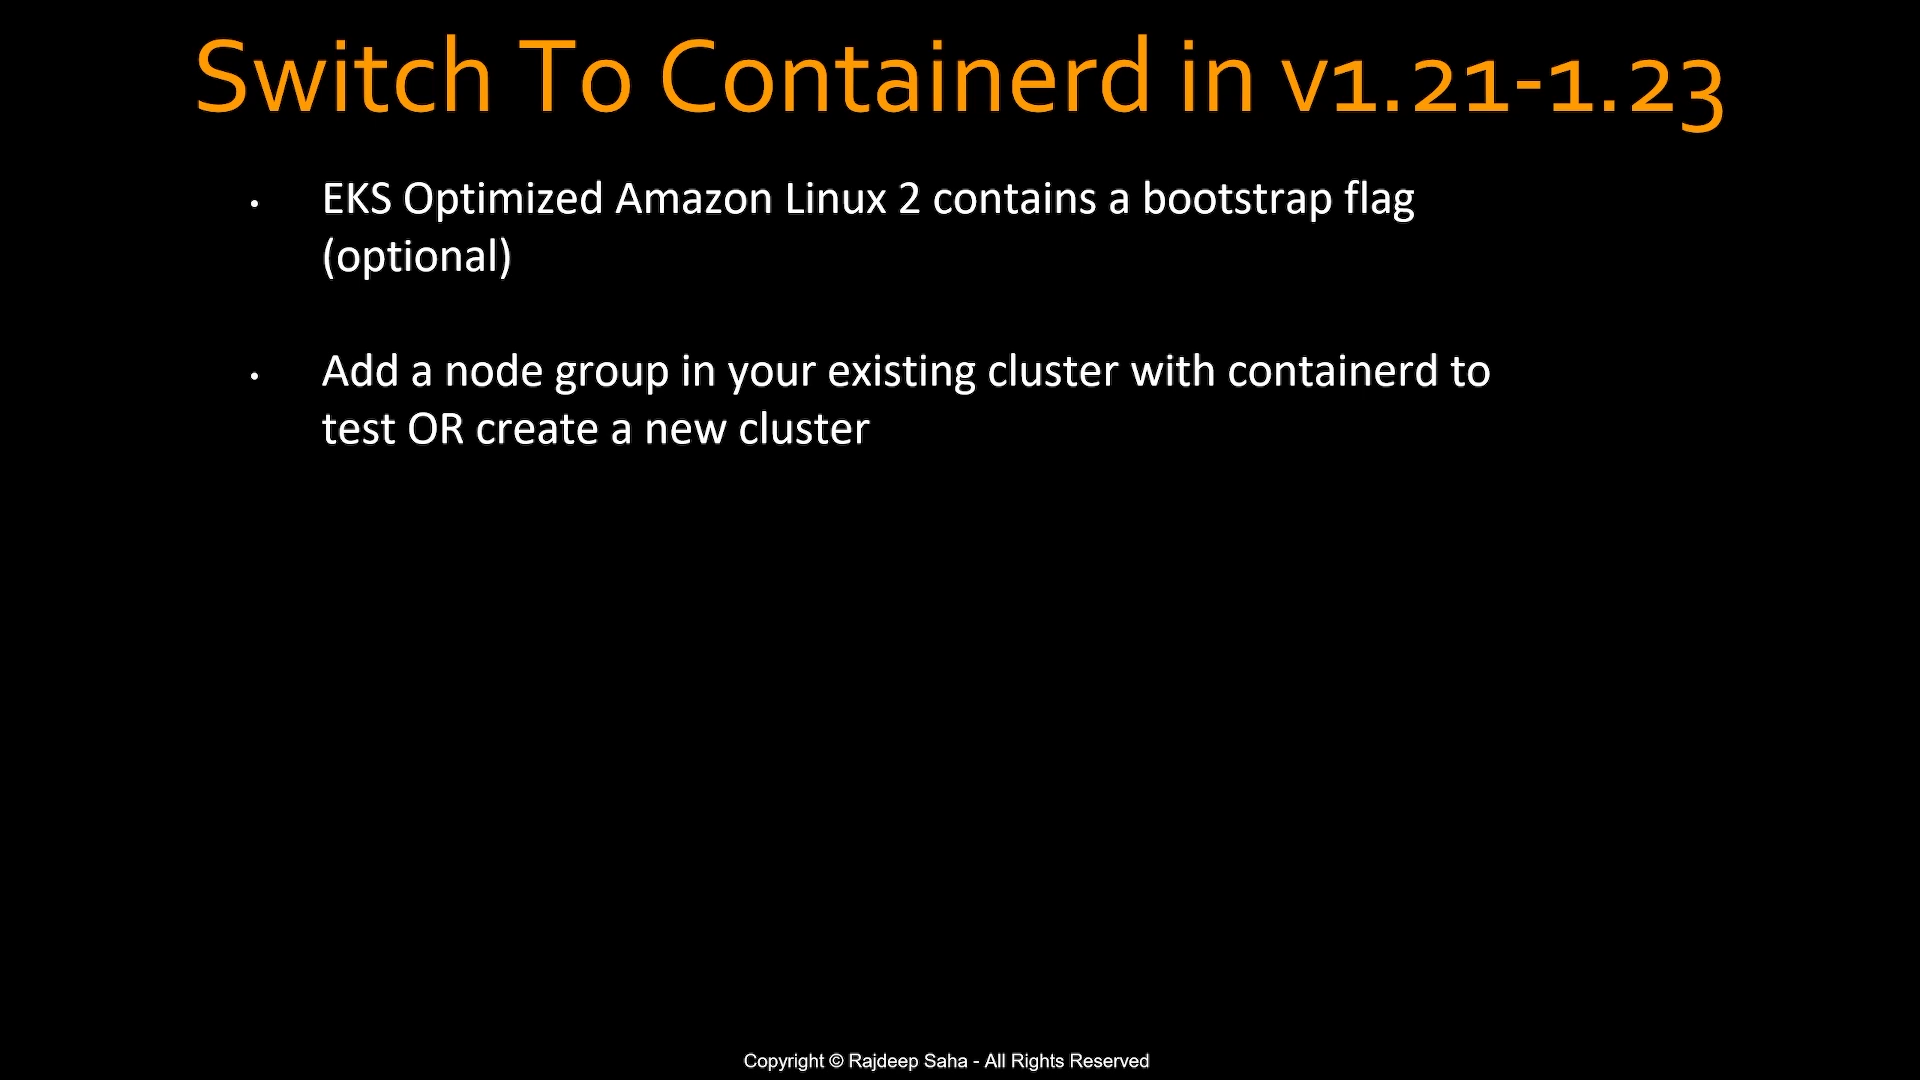 Switch To Containerd in v1.21-1.23
• EKS Optimized Amazon Linux 2 contains a bootstrap flag
(optional)
• Add a node group in your existing cluster with containerd to
test OR create a new cluster
Copyright © Rajdeep Saha - All Rights Reserved